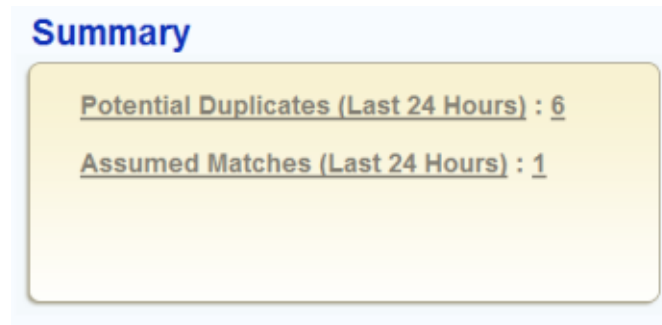 Summary
Potential Duplicates (Last 24 Hours) : 6
Assumed Matches (Last 24 Hours) : 1